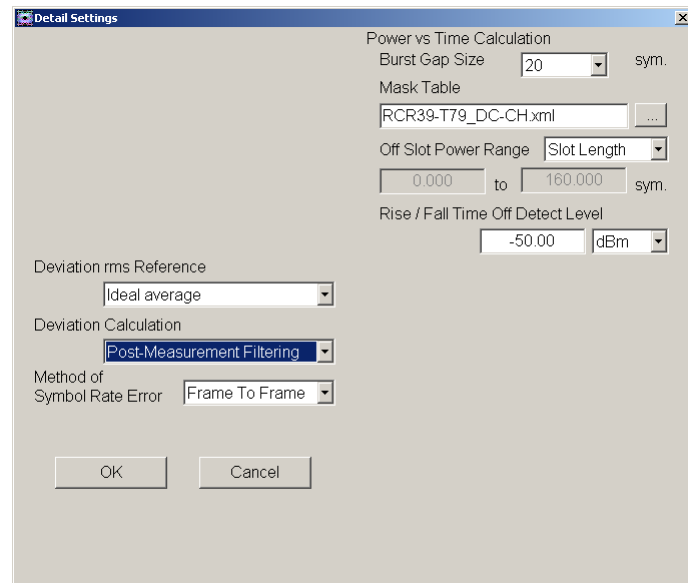 Detail Settings
Power vs Time Calculation
Burst Gap Size 20 sym.
Mask Table
RCR39-T79_DC-CH.xml ...
Off Slot Power Range Slot Length
0.000 to 160.000 sym.
Rise / Fall Time Off Detect Level
-50.00 dBm
Deviation rms Reference
Ideal average
Deviation Calculation
Post-Measurement Filtering
Method of
Symbol Rate Error Frame To Frame
OK Cancel